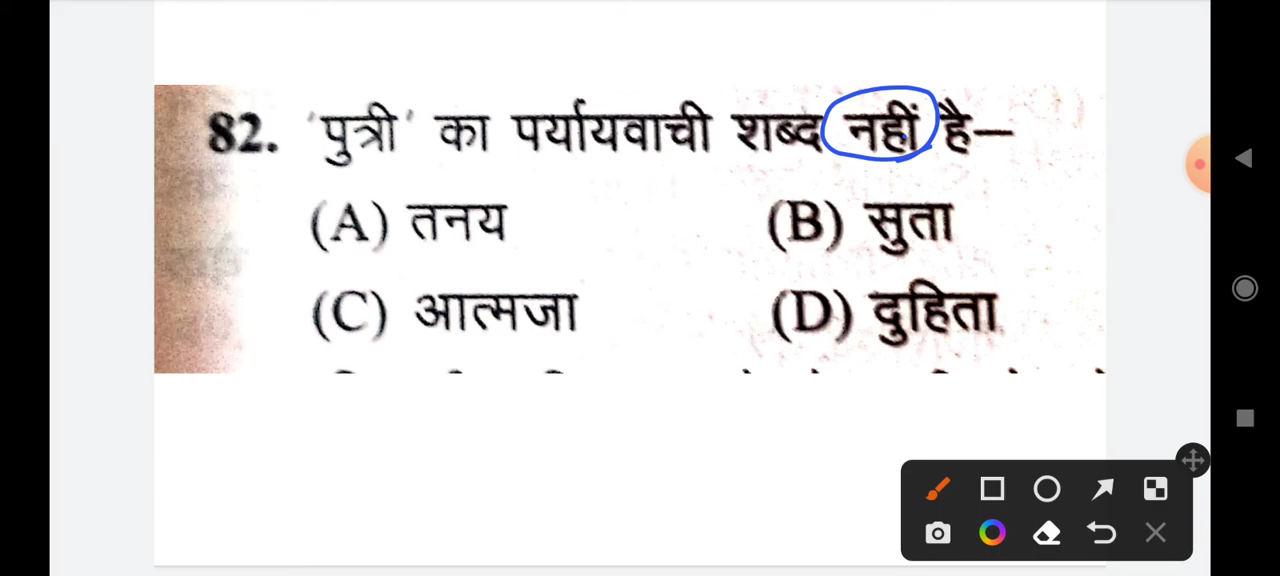 82. 'पुत्री' का पर्यायवाची शब्द नहीं है—
(A) तनय (B) सुता
(C) आत्मजा (D) दुहिता